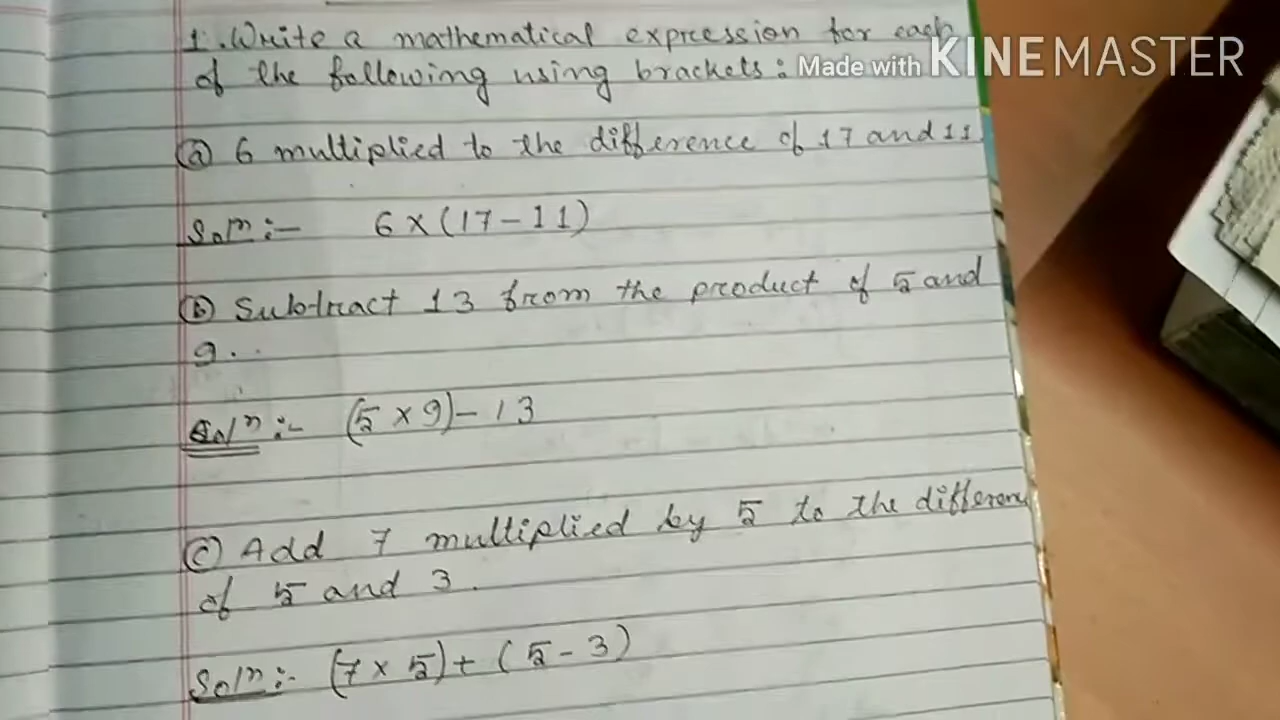 1. Write a mathematical expression for each
of the following using brackets:
Made with KINEMASTER
(a) 6 multiplied to the difference of 17 and 11
Soln:- 6 × (17 - 11)
(b) Subtract 13 from the product of 5 and
9..
Soln:- (5 × 9) - 13
(c) Add 7 multiplied by 5 to the differen
of 5 and 3.
Soln:- (7 × 5) + (5 - 3)